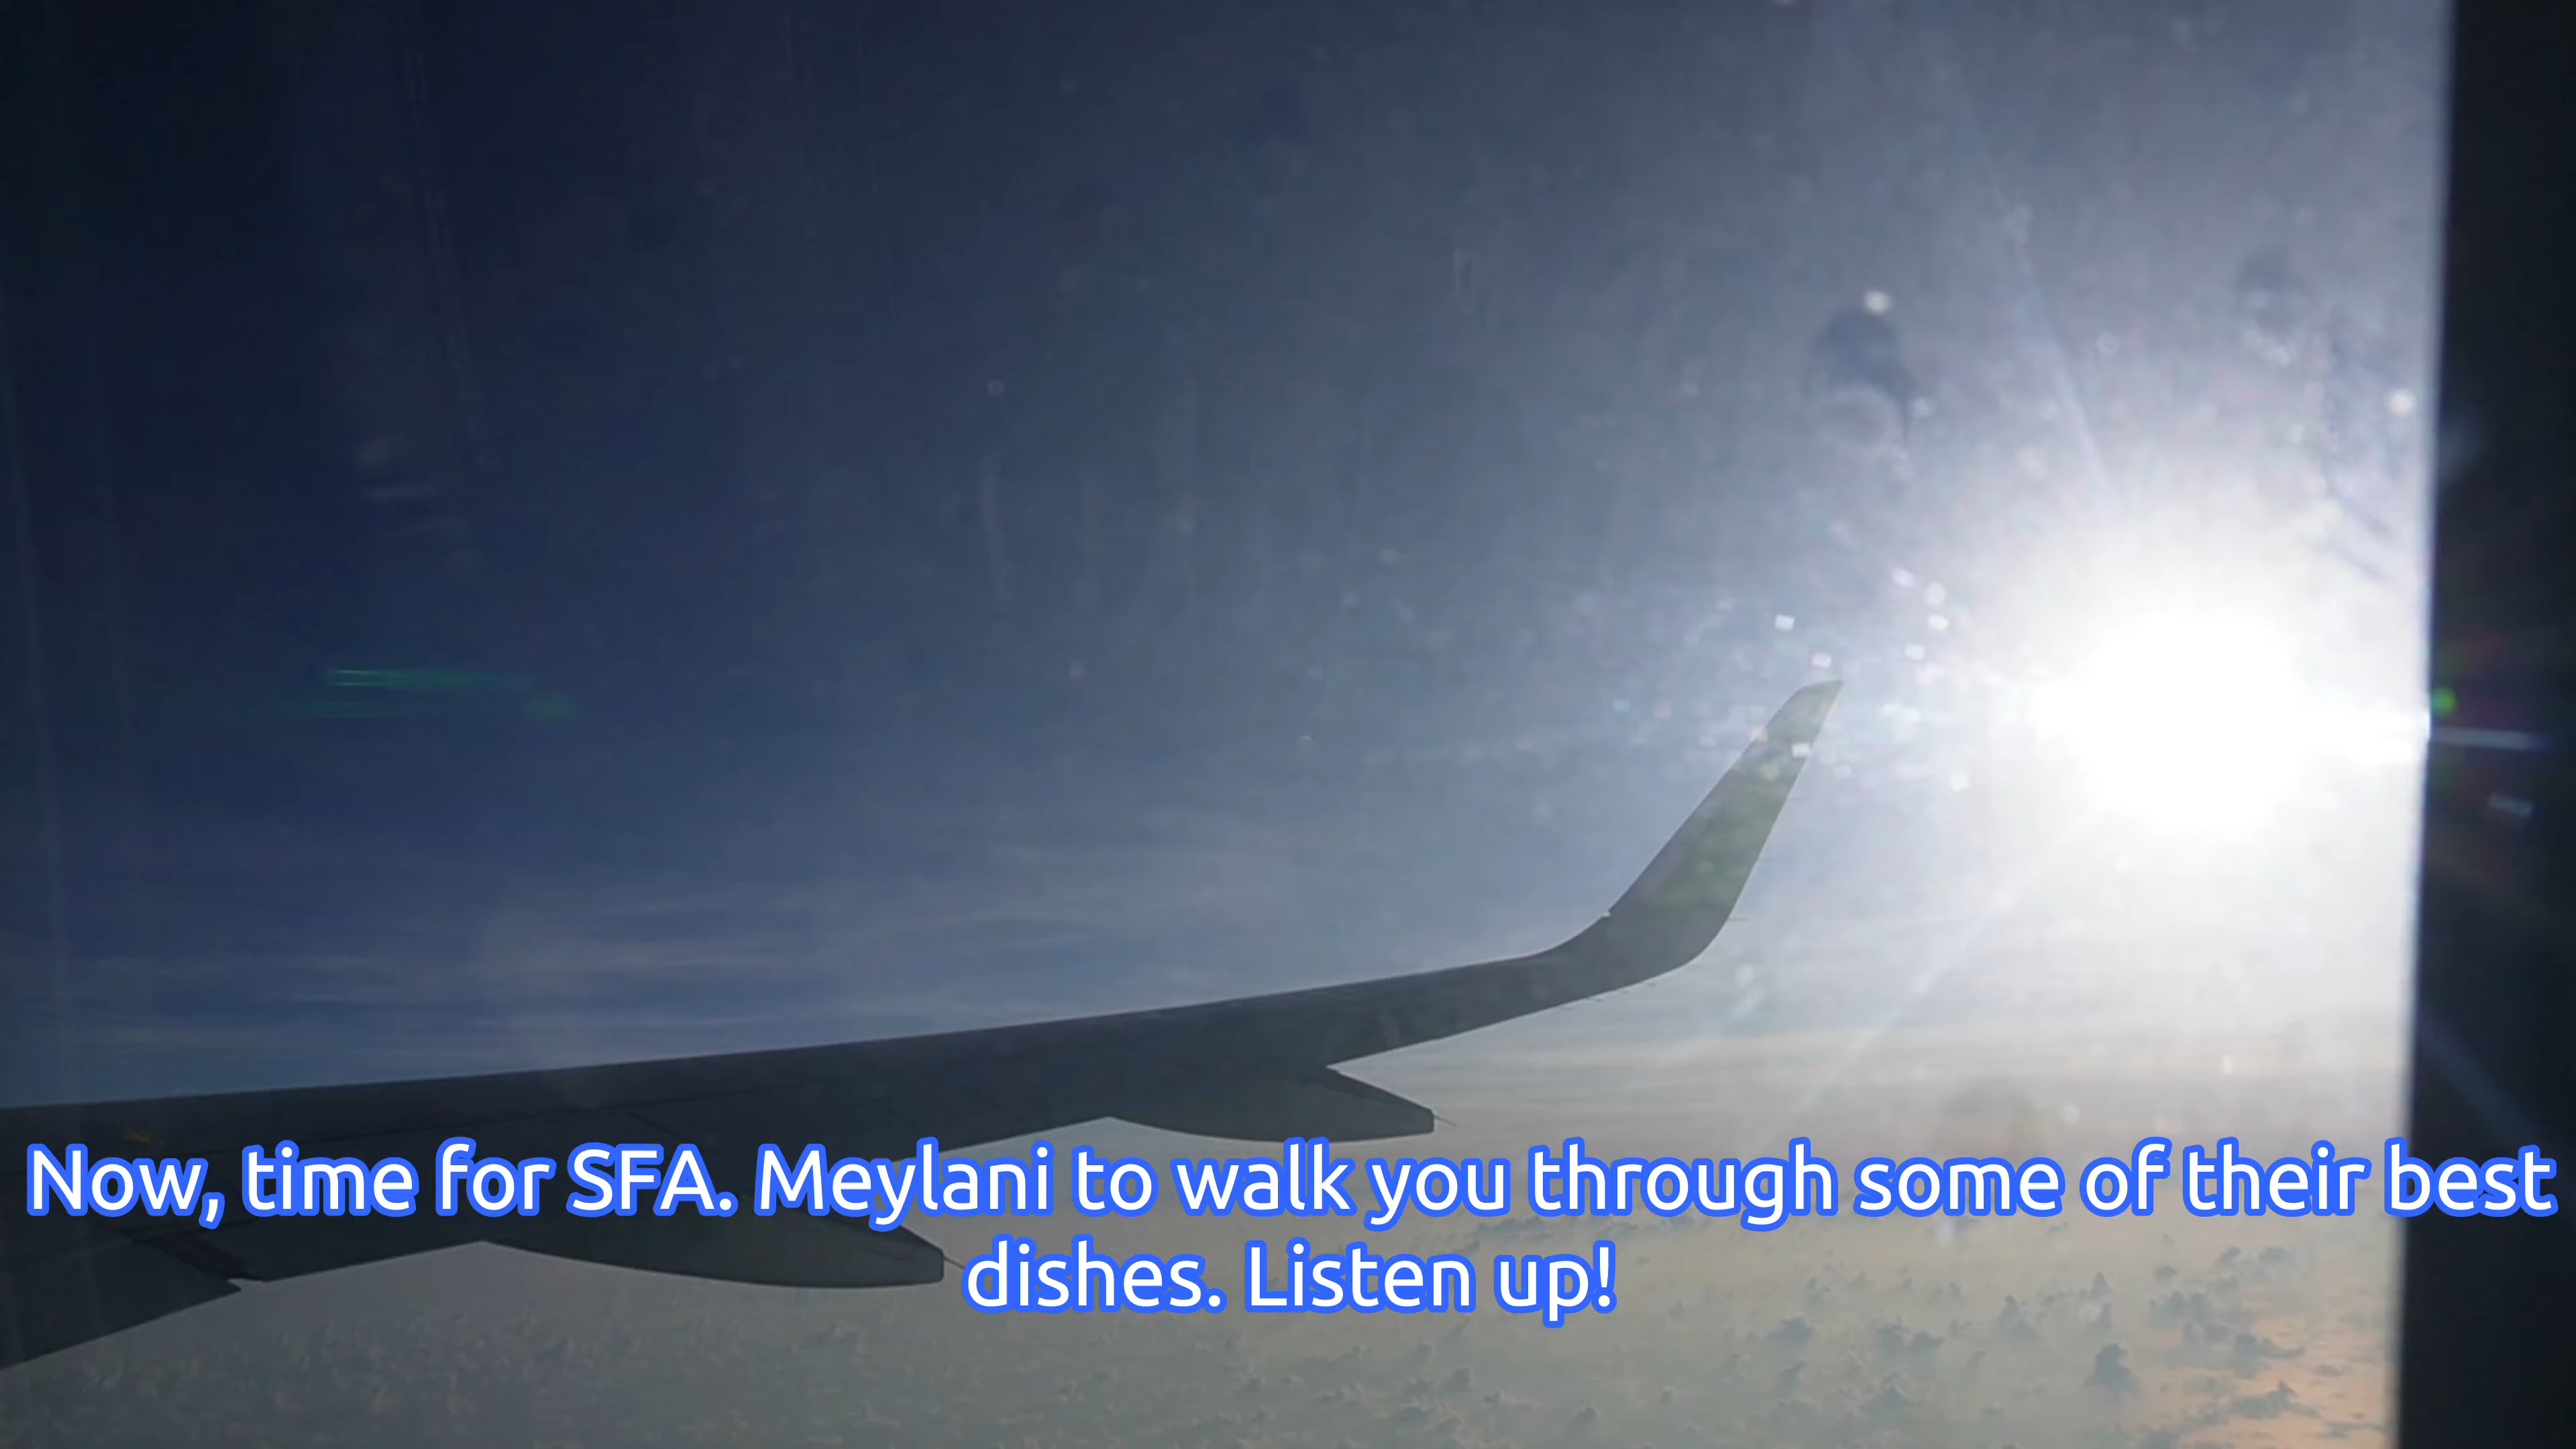 Now, time for SFA. Meylani to walk you through some of their best
dishes. Listen up!